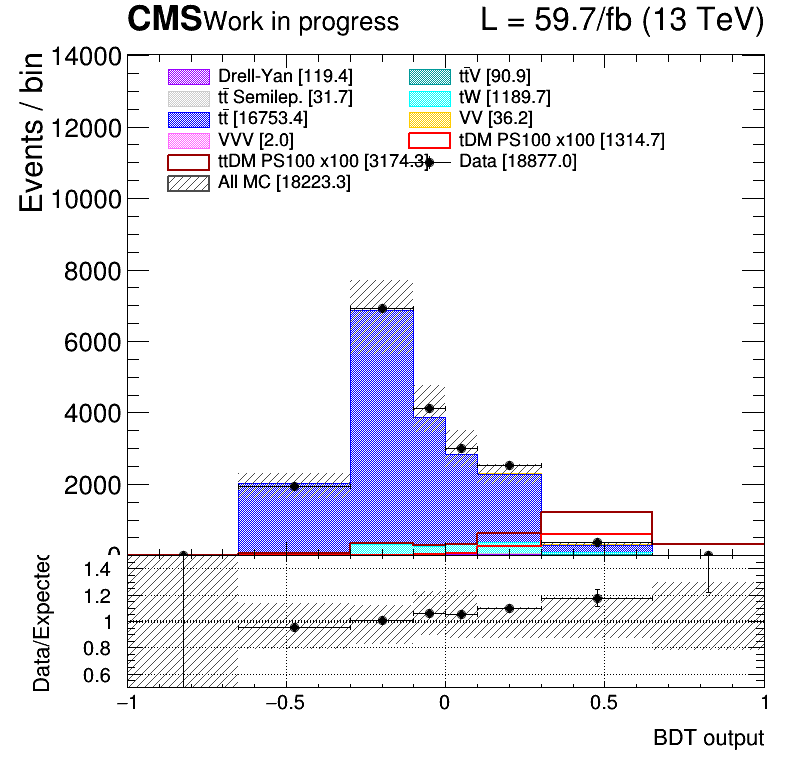 CMS Work in progress L = 59.7/fb (13 TeV)
Events / bin
14000
12000
10000
8000
6000
4000
2000
0
Drell-Yan [119.4]
tt̄V [90.9]
tt̄ Semilep. [31.7]
tW [1189.7]
tt̄ [16753.4]
VV [36.2]
VVV [2.0]
tDM PS100 x100 [1314.7]
ttDM PS100 x100 [3174.3]
Data [18877.0]
All MC [18223.3]
Data/Expected
1.4
1.2
1
0.8
0.6
−1 −0.5 0 0.5 1
BDT output